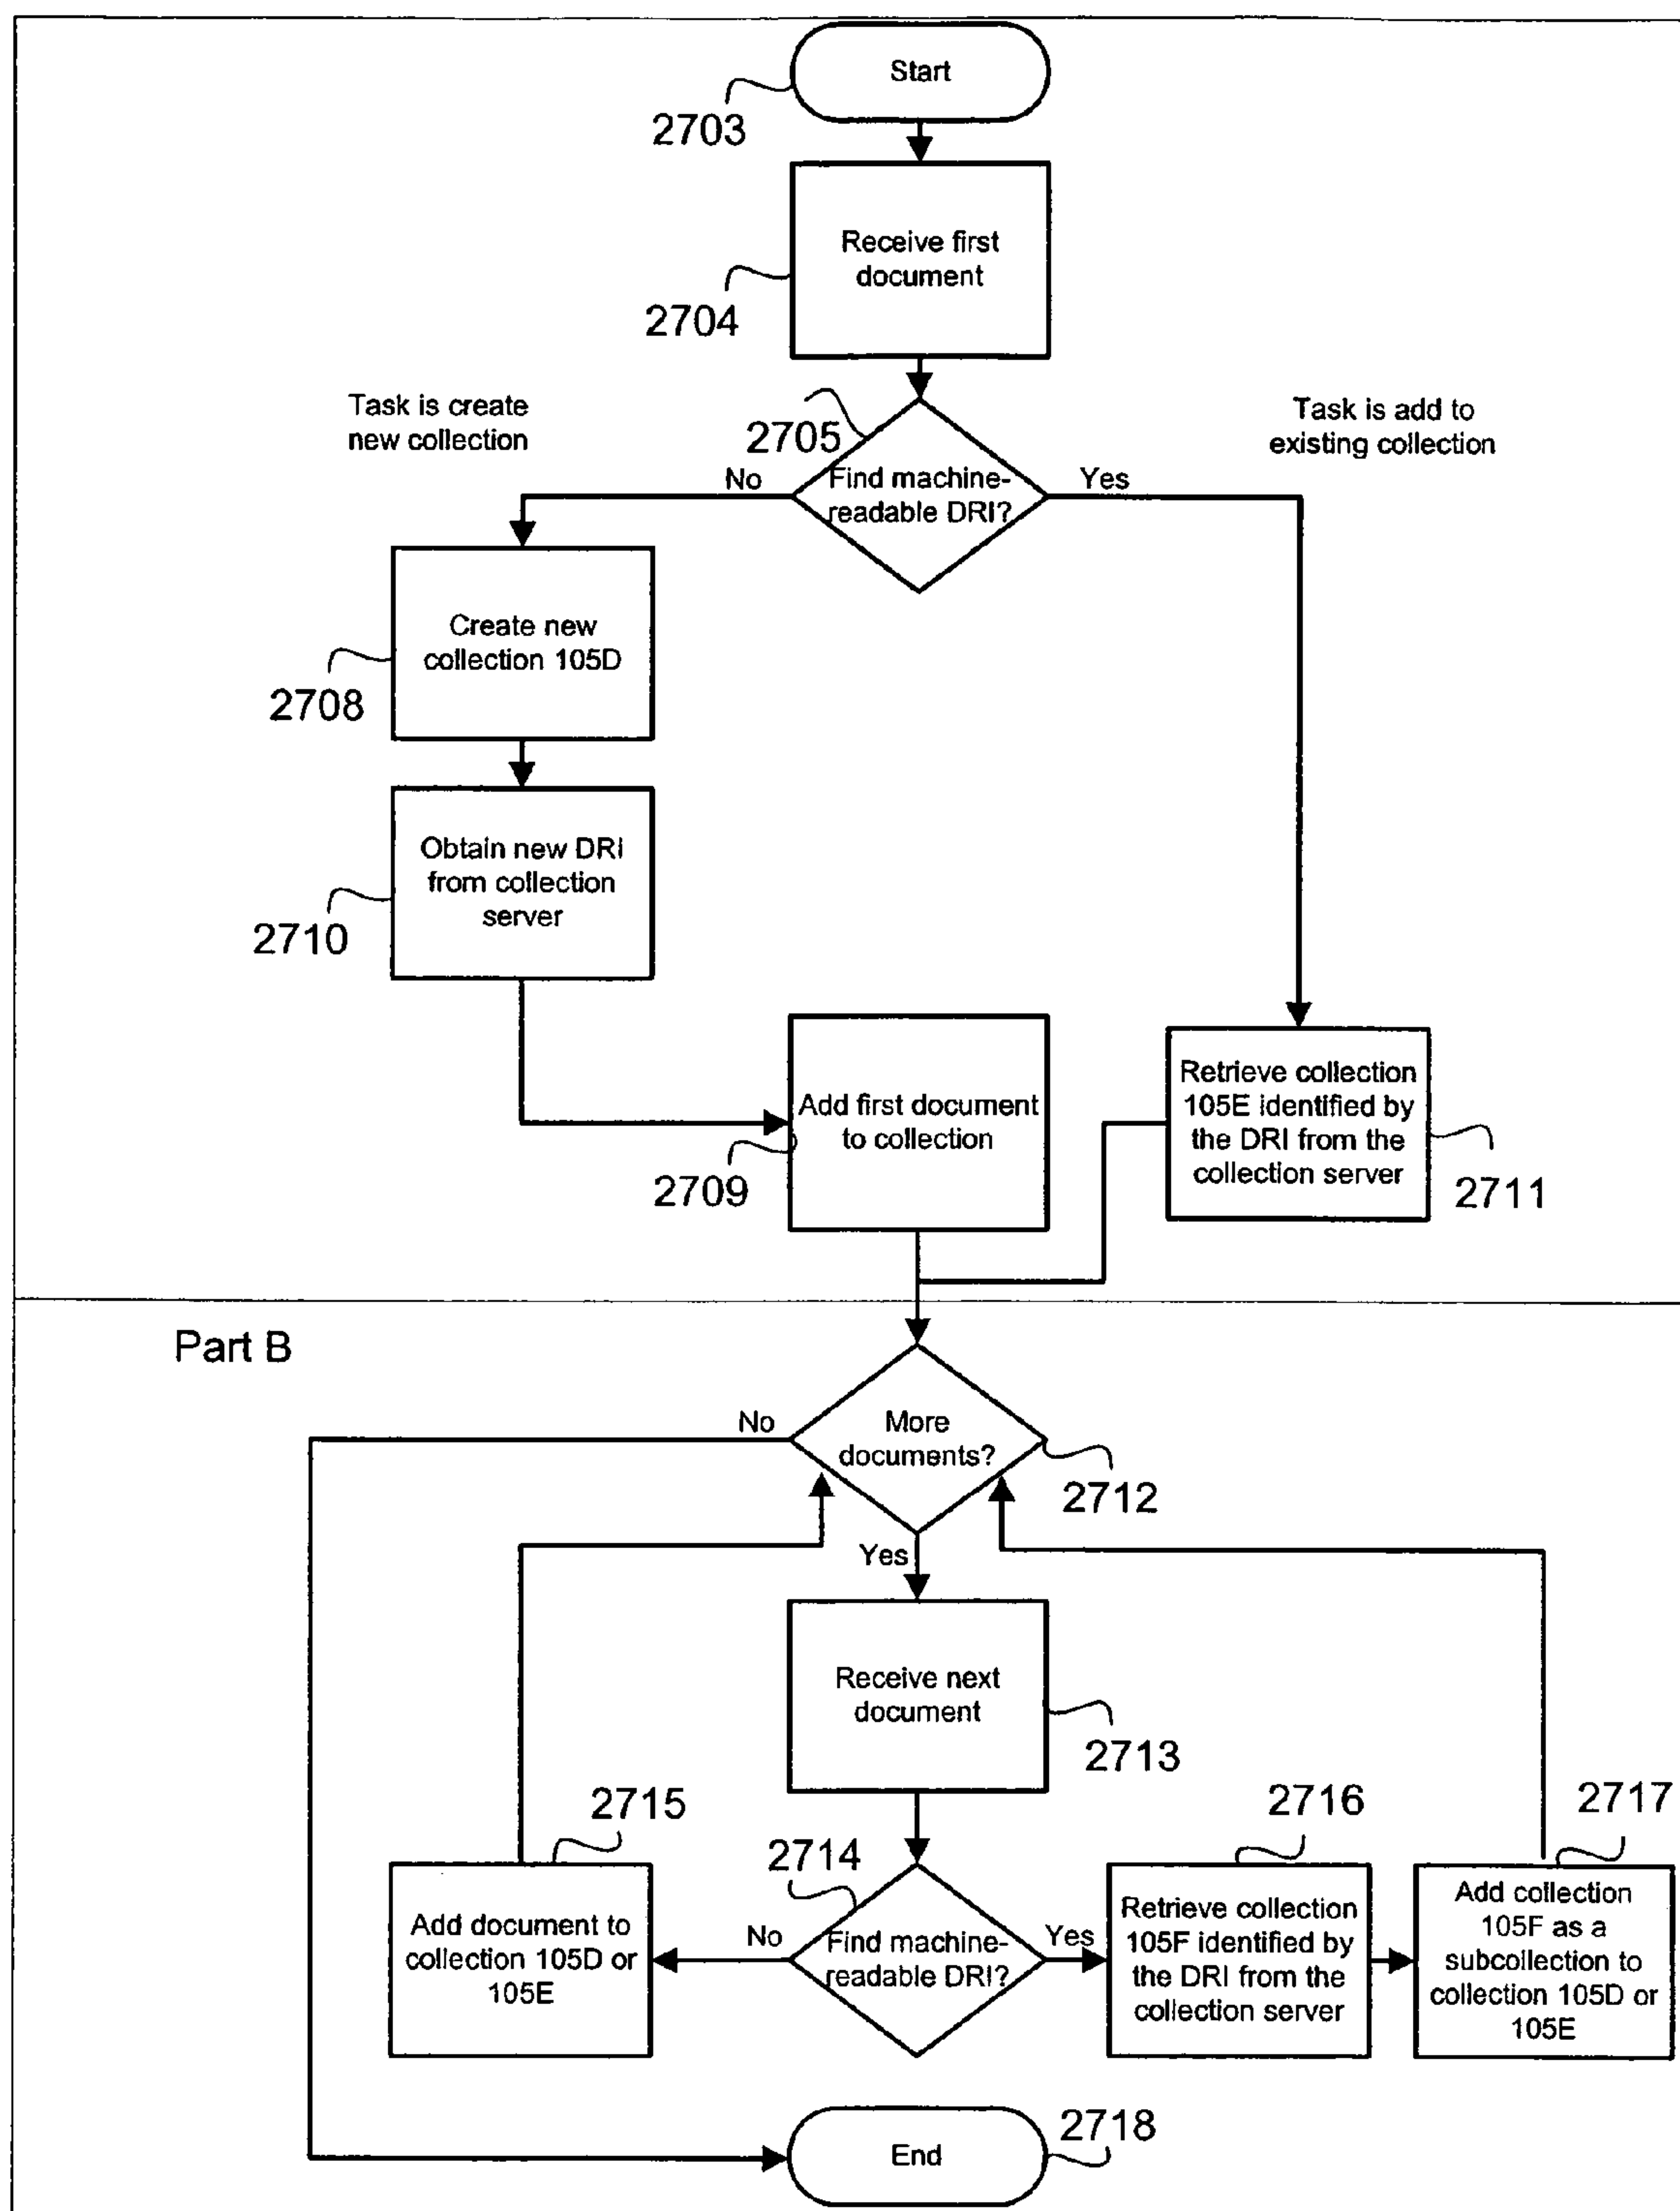 Start
2703
Receive first
document
2704
Task is create
new collection
Task is add to
existing collection
2705
No
Find machine-
readable DRI?
Yes
Create new
collection 105D
2708
Obtain new DRI
from collection
server
2710
Add first document
to collection
2709
Retrieve collection
105E identified by
the DRI from the
collection server
2711
Part B
No
More
documents?
2712
Yes
Receive next
document
2713
2715
2714
2716
2717
Add document to
collection 105D or
105E
No
Find machine-
readable DRI?
Yes
Retrieve collection
105F identified by
the DRI from the
collection server
Add collection
105F as a
subcollection to
collection 105D or
105E
End
2718